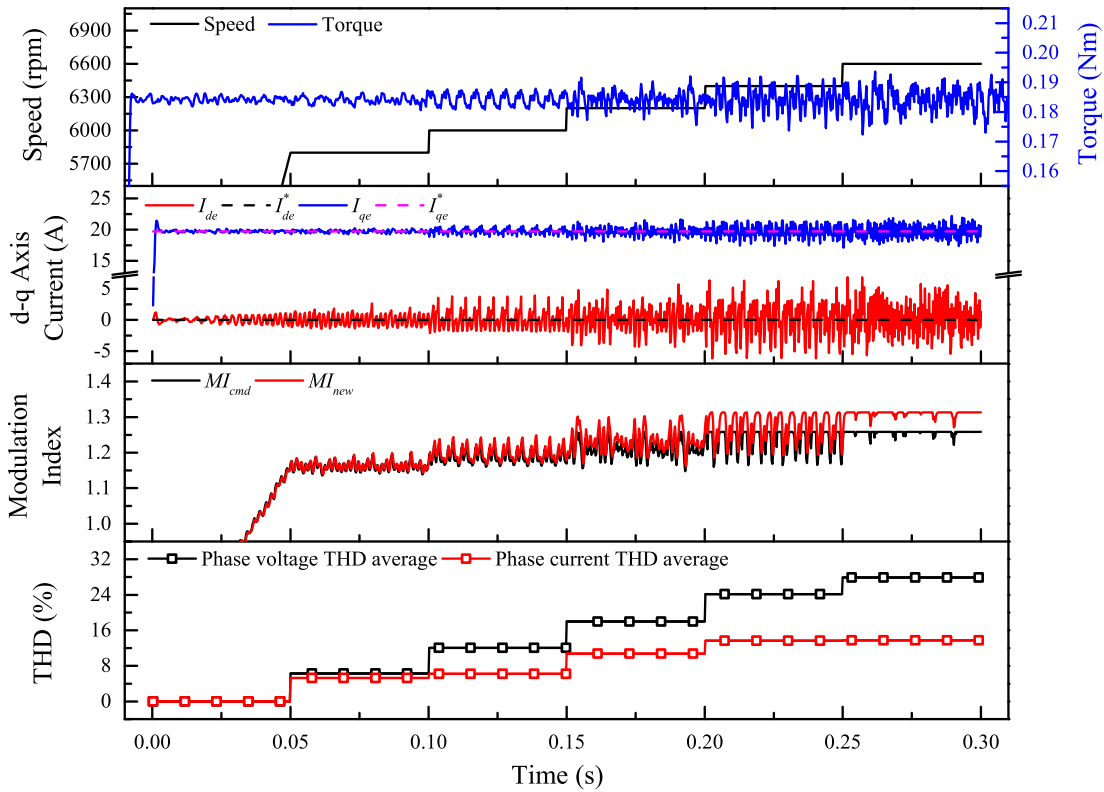 Speed Torque
6900
6600
6300
6000
5700
Speed (rpm)
0.21
0.20
0.19
0.18
0.17
0.16
Torque (Nm)
I_de I*_de I_qe I*_qe
25
20
15
5
0
-5
d-q Axis
Current (A)
MI_cmd MI_new
1.4
1.3
1.2
1.1
1.0
Modulation
Index
Phase voltage THD average Phase current THD average
32
24
16
8
0
THD (%)
0.00 0.05 0.10 0.15 0.20 0.25 0.30
Time (s)